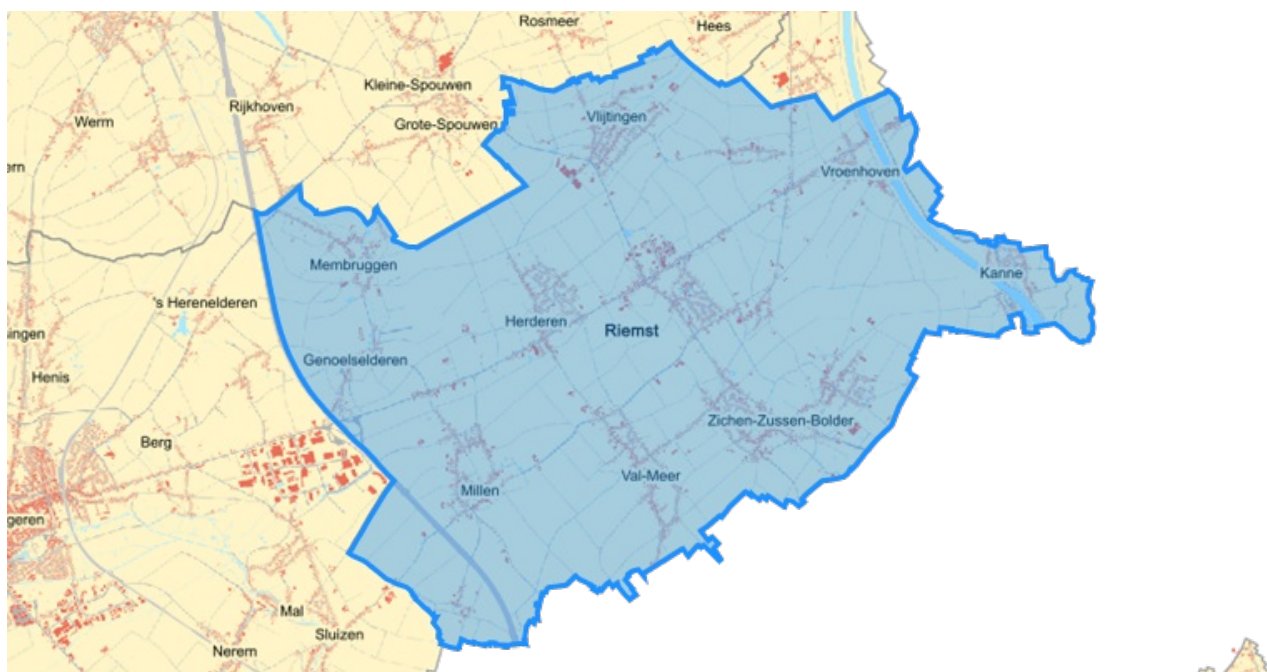 Rosmeer
Hees
Kleine-Spouwen
Rijkhoven
Vlijtingen
Werm
Grote-Spouwen
ern
Vroenhoven
Membruggen
Kanne
's Herenelderen
Herderen
Riemst
ingen
Genoelselderen
Henis
Zichen-Zussen-Bolder
Berg
Val-Meer
Millen
geren
Mal
Sluizen
Nerem